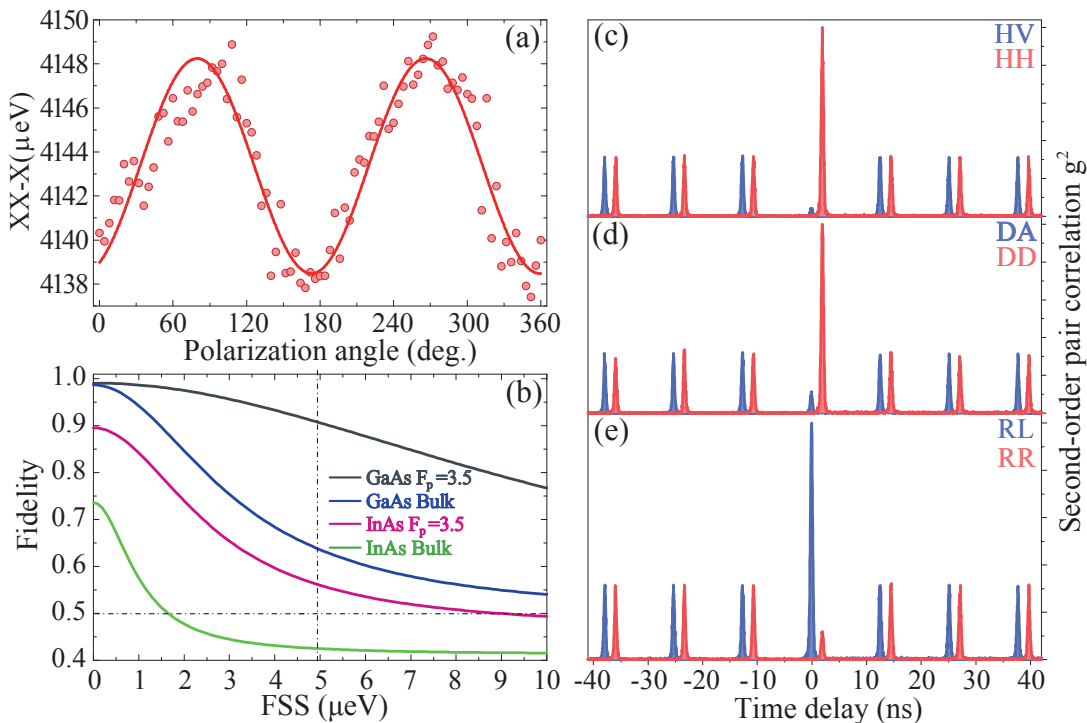 (a)
4150
4148
4146
4144
4142
4140
4138
XX-X(μeV)
0 60 120 180 240 300 360
Polarization angle (deg.)
(b)
1.0
0.9
0.8
0.7
0.6
0.5
0.4
Fidelity
GaAs Fp=3.5
GaAs Bulk
InAs Fp=3.5
InAs Bulk
0 1 2 3 4 5 6 7 8 9 10
FSS (μeV)
(c)
HV
HH
(d)
DA
DD
(e)
RL
RR
-40 -30 -20 -10 0 10 20 30 40
Time delay (ns)
Second-order pair correlation g2